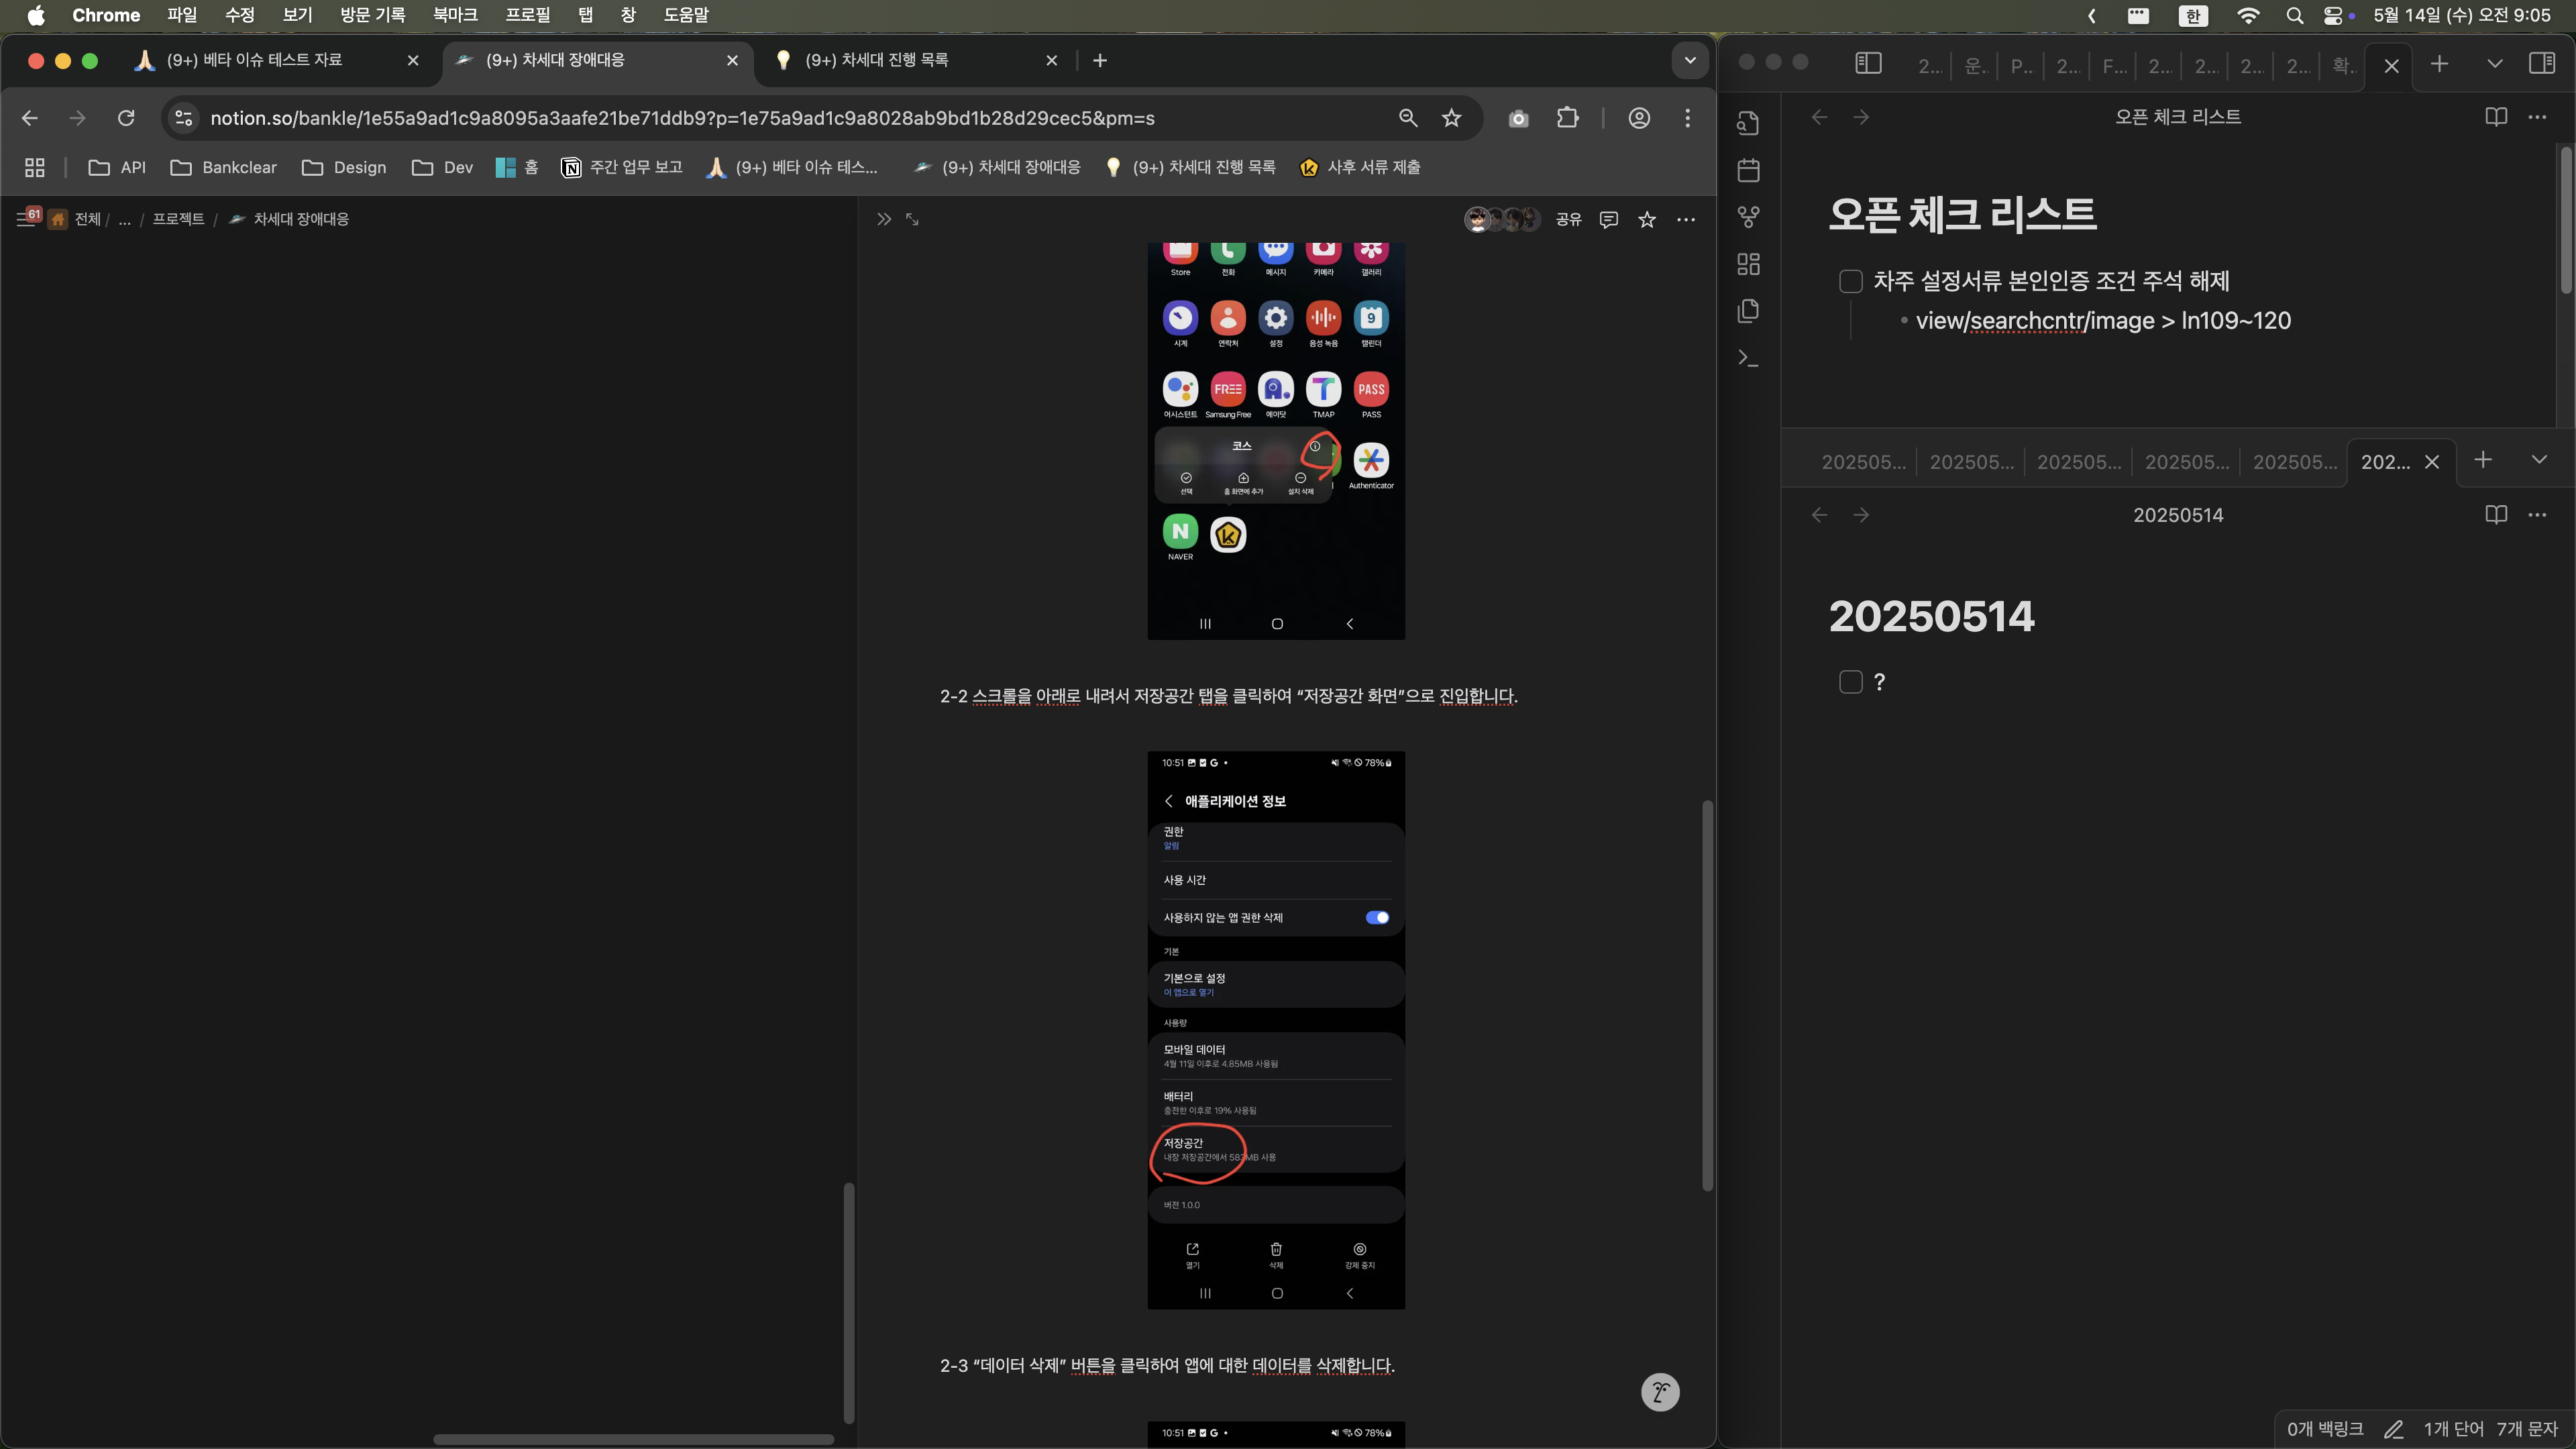 Chrome 파일 수정 보기 방문 기록 북마크 프로필 탭 창 도움말
한 5월 14일 (수) 오전 9:05
(9+) 베타 이슈 테스트 자료
(9+) 차세대 장애대응
(9+) 차세대 진행 목록
notion.so/bankle/1e55a9ad1c9a8095a3aafe21be71ddb9?p=1e75a9ad1c9a8028ab9bd1b28d29cec5&pm=s
API Bankclear Design Dev 홈 주간 업무 보고 (9+) 베타 이슈 테스... (9+) 차세대 장애대응 (9+) 차세대 진행 목록 사후 서류 제출
61 전체 / ... / 프로젝트 / 차세대 장애대응
공유
Store 전화 메시지 카메라 갤러리
9
시계 연락처 설정 음성 녹음 캘린더
FREE PASS
어시스턴트 Samsung Free 에이닷 TMAP PASS
코스
선택 홈 화면에 추가 설치 삭제
Authenticator
N
NAVER
2-2 스크롤을 아래로 내려서 저장공간 탭을 클릭하여 “저장공간 화면”으로 진입합니다.
10:51 G 78%
애플리케이션 정보
권한
알림
사용 시간
사용하지 않는 앱 권한 삭제
기본
기본으로 설정
이 앱으로 열기
사용량
모바일 데이터
4월 11일 이후로 4.85MB 사용됨
배터리
충전한 이후로 19% 사용됨
저장공간
내장 저장공간에서 583MB 사용
버전 1.0.0
열기 삭제 강제 중지
2-3 “데이터 삭제” 버튼을 클릭하여 앱에 대한 데이터를 삭제합니다.
10:51 G 78%
2... 운... P... 2... F... 2... 2... 2... 2... 확...
오픈 체크 리스트
오픈 체크 리스트
차주 설정서류 본인인증 조건 주석 해제
• view/searchcntr/image > ln109~120
202505... 202505... 202505... 202505... 202505... 202...
20250514
20250514
?
0개 백링크 1개 단어 7개 문자